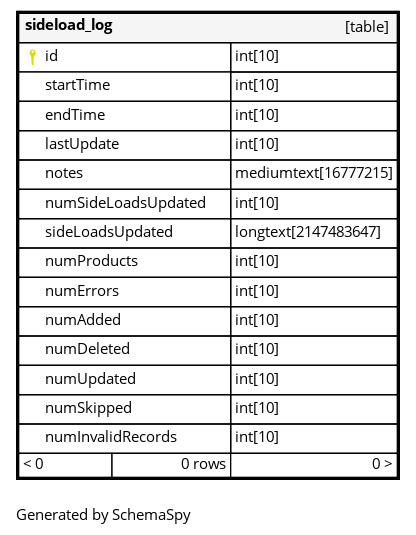 sideload_log [table]
id int[10]
startTime int[10]
endTime int[10]
lastUpdate int[10]
notes mediumtext[16777215]
numSideLoadsUpdated int[10]
sideLoadsUpdated longtext[2147483647]
numProducts int[10]
numErrors int[10]
numAdded int[10]
numDeleted int[10]
numUpdated int[10]
numSkipped int[10]
numInvalidRecords int[10]
< 0 0 rows 0 >
Generated by SchemaSpy